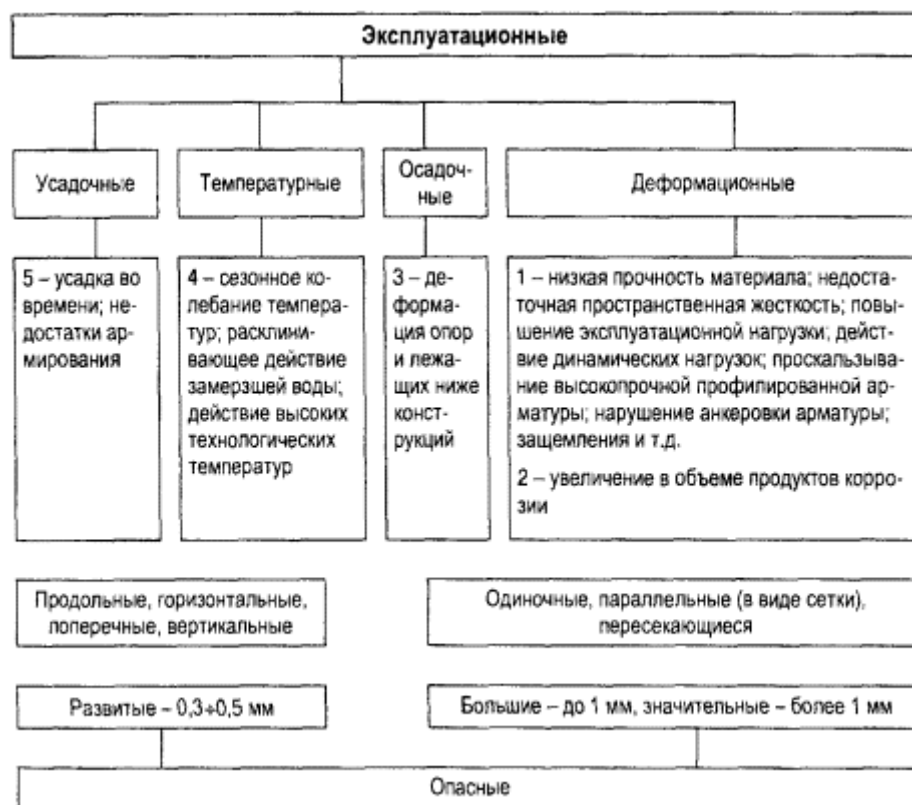 Эксплуатационные
Усадочные
Температурные
Осадоч-
ные
Деформационные
5 – усадка во
времени; не-
достатки ар-
мирования
4 – сезонное ко-
лебание темпера-
тур; расклини-
вающее действие
замерзшей воды;
действие высоких
технологических
температур
3 – де-
формация
опор
и лежа-
щих ниже
конст-
рукций
1 – низкая прочность материала; недоста-
точная пространственная жесткость; повы-
шение эксплуатационной нагрузки; дейст-
вие динамических нагрузок; проскальзыва-
ние высокопрочной профилированной ар-
матуры; нарушение анкеровки арматуры;
защемления и т.д.
2 – увеличение в объеме продуктов корро-
зии
Продольные, горизонтальные,
поперечные, вертикальные
Одиночные, параллельные (в виде сетки),
пересекающиеся
Развитые – 0,3÷0,5 мм
Большие – до 1 мм, значительные – более 1 мм
Опасные